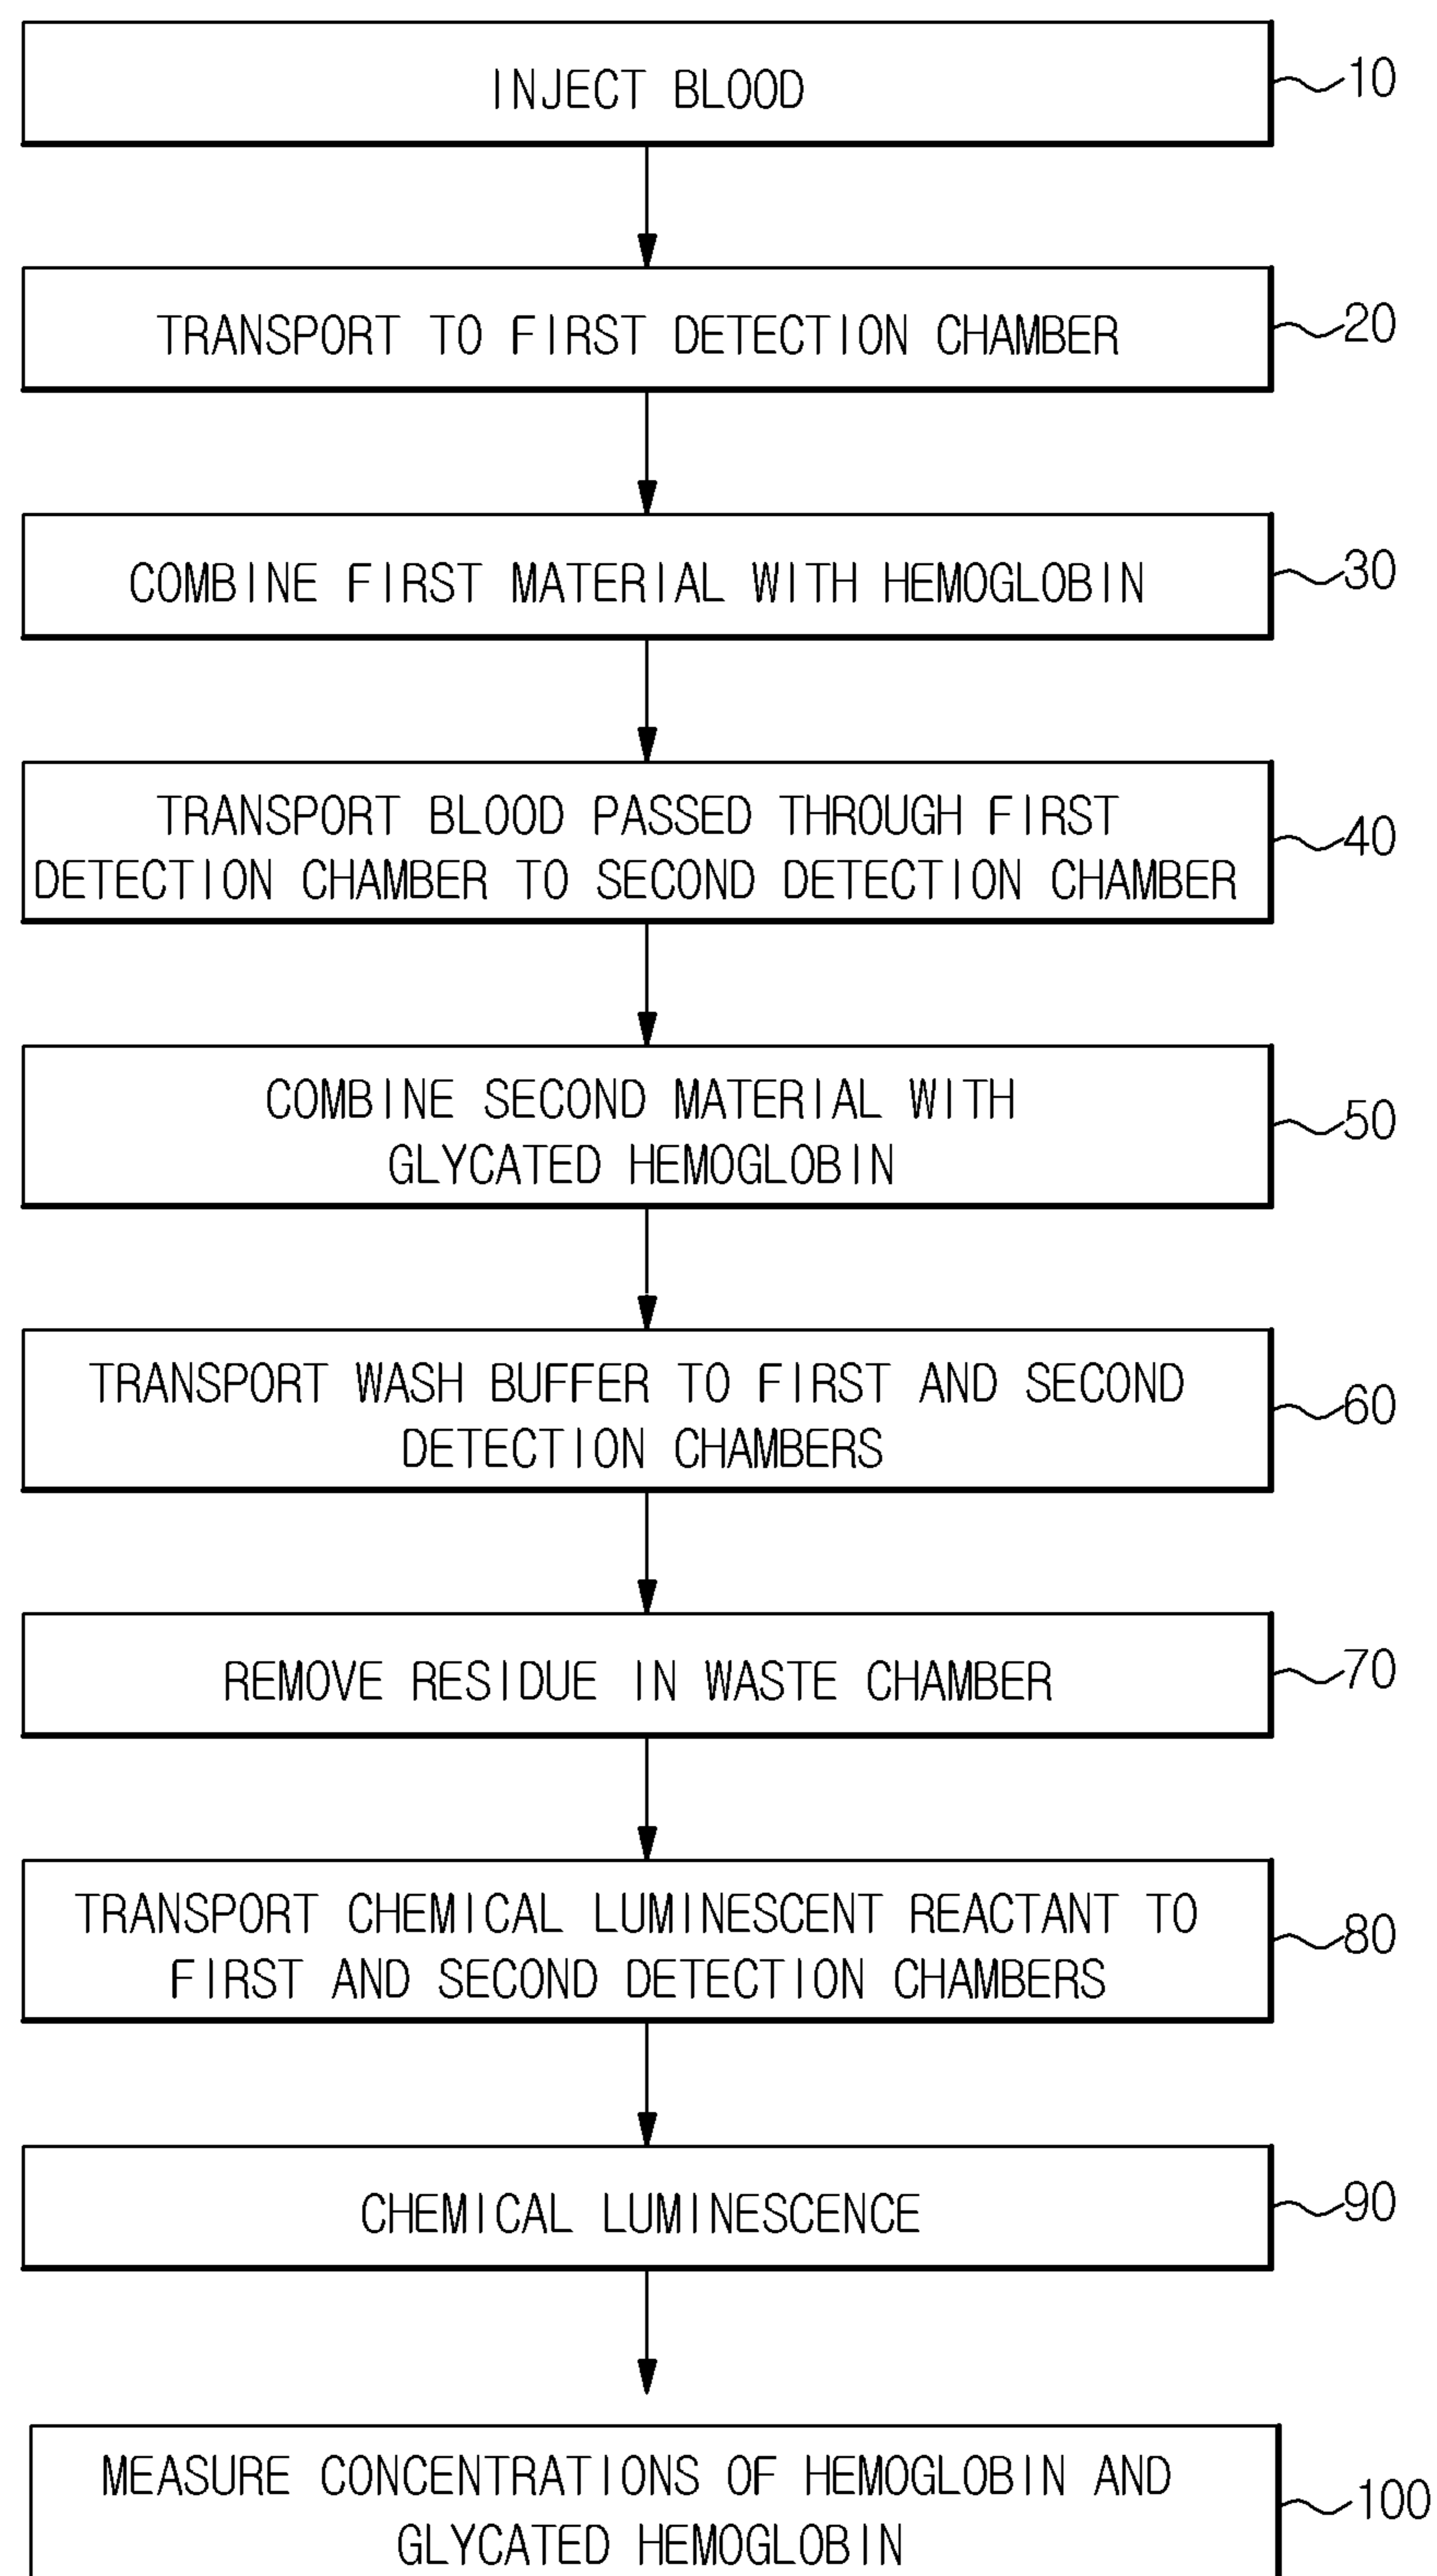 INJECT BLOOD
10
TRANSPORT TO FIRST DETECTION CHAMBER
20
COMBINE FIRST MATERIAL WITH HEMOGLOBIN
30
TRANSPORT BLOOD PASSED THROUGH FIRST
DETECTION CHAMBER TO SECOND DETECTION CHAMBER
40
COMBINE SECOND MATERIAL WITH
GLYCATED HEMOGLOBIN
50
TRANSPORT WASH BUFFER TO FIRST AND SECOND
DETECTION CHAMBERS
60
REMOVE RESIDUE IN WASTE CHAMBER
70
TRANSPORT CHEMICAL LUMINESCENT REACTANT TO
FIRST AND SECOND DETECTION CHAMBERS
80
CHEMICAL LUMINESCENCE
90
MEASURE CONCENTRATIONS OF HEMOGLOBIN AND
GLYCATED HEMOGLOBIN
100